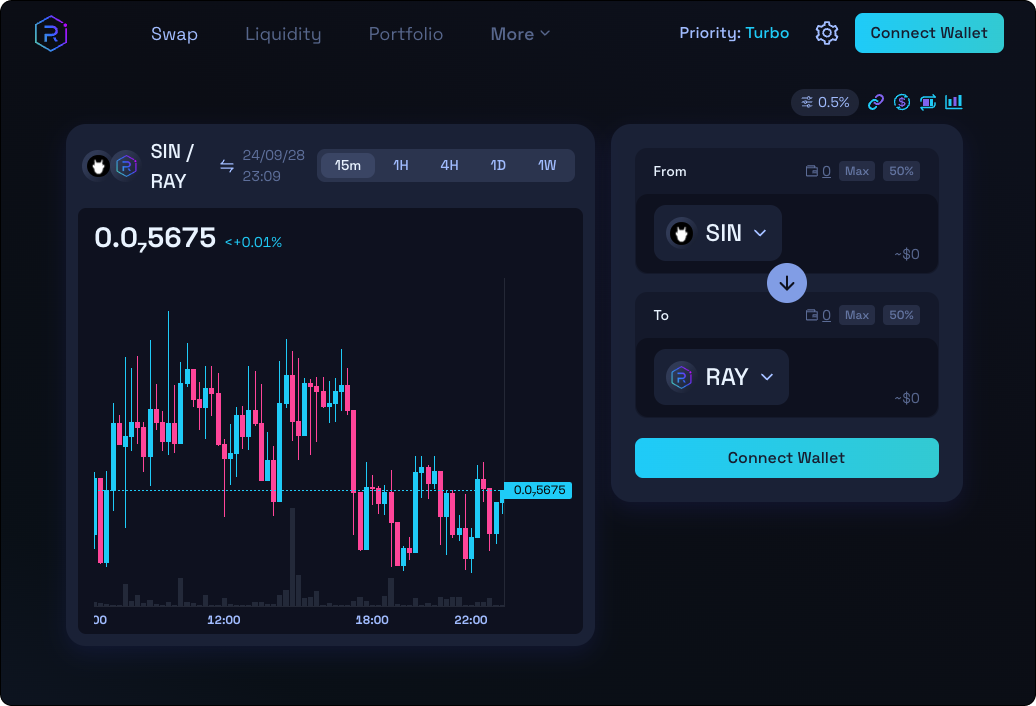 Swap Liquidity Portfolio More Priority: Turbo Connect Wallet
0.5%
SIN /
RAY
24/09/28
23:09
15m 1H 4H 1D 1W
0.0₇5675 <+0.01%
0.0₇5675
00 12:00 18:00 22:00
From 0 Max 50%
SIN
~$0
To 0 Max 50%
RAY
~$0
Connect Wallet